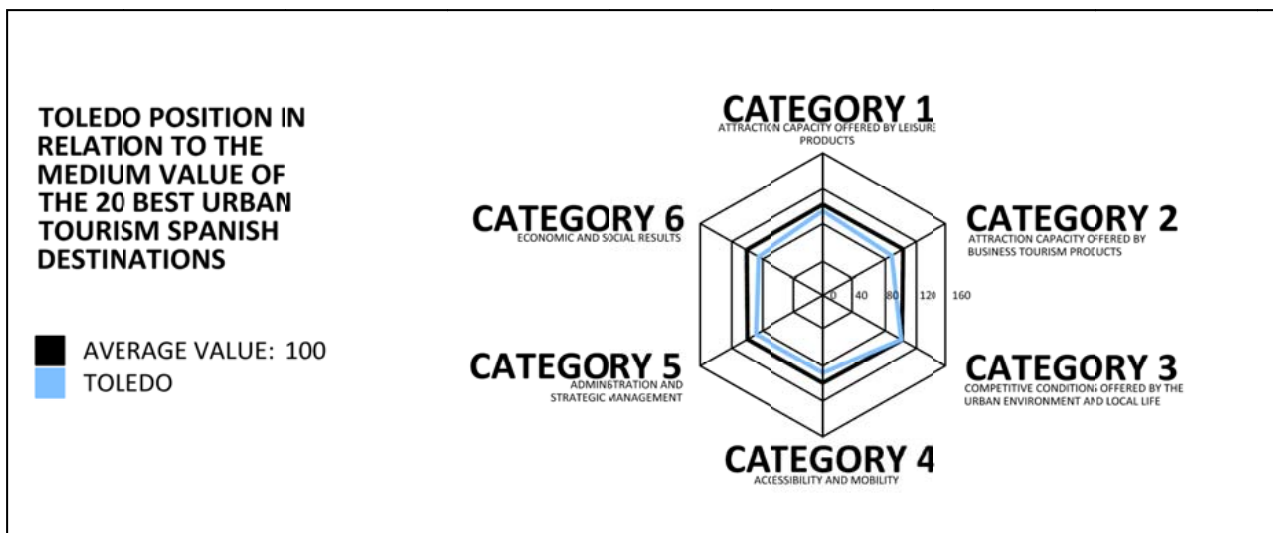 TOLEDO POSITION IN
RELATION TO THE
MEDIUM VALUE OF
THE 20 BEST URBAN
TOURISM SPANISH
DESTINATIONS
AVERAGE VALUE: 100
TOLEDO
CATEGORY 1
ATTRACTION CAPACITY OFFERED BY LEISURE
PRODUCTS
CATEGORY 2
ATTRACTION CAPACITY OFFERED BY
BUSINESS TOURISM PRODUCTS
CATEGORY 3
COMPETITIVE CONDITION OFFERED BY THE
URBAN ENVIRONMENT AND LOCAL LIFE
CATEGORY 4
ACCESSIBILITY AND MOBILITY
CATEGORY 5
ADMINISTRATION AND
STRATEGIC MANAGEMENT
CATEGORY 6
ECONOMIC AND SOCIAL RESULTS
0 40 80 120 160